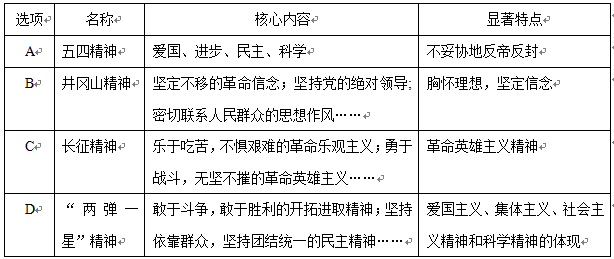 选项 名称 核心内容 显著特点
A 五四精神 爱国、进步、民主、科学 不妥协地反帝反封
B 井冈山精神 坚定不移的革命信念；坚持党的绝对领导; 胸怀理想，坚定信念
密切联系人民群众的思想作风……
C 长征精神 乐于吃苦，不惧艰难的革命乐观主义；勇于 革命英雄主义精神
战斗，无坚不摧的革命英雄主义……
D “两弹一 敢于斗争，敢于胜利的开拓进取精神；坚持 爱国主义、集体主义、社会主
星”精神 依靠群众，坚持团结统一的民主精神…… 义精神和科学精神的体现